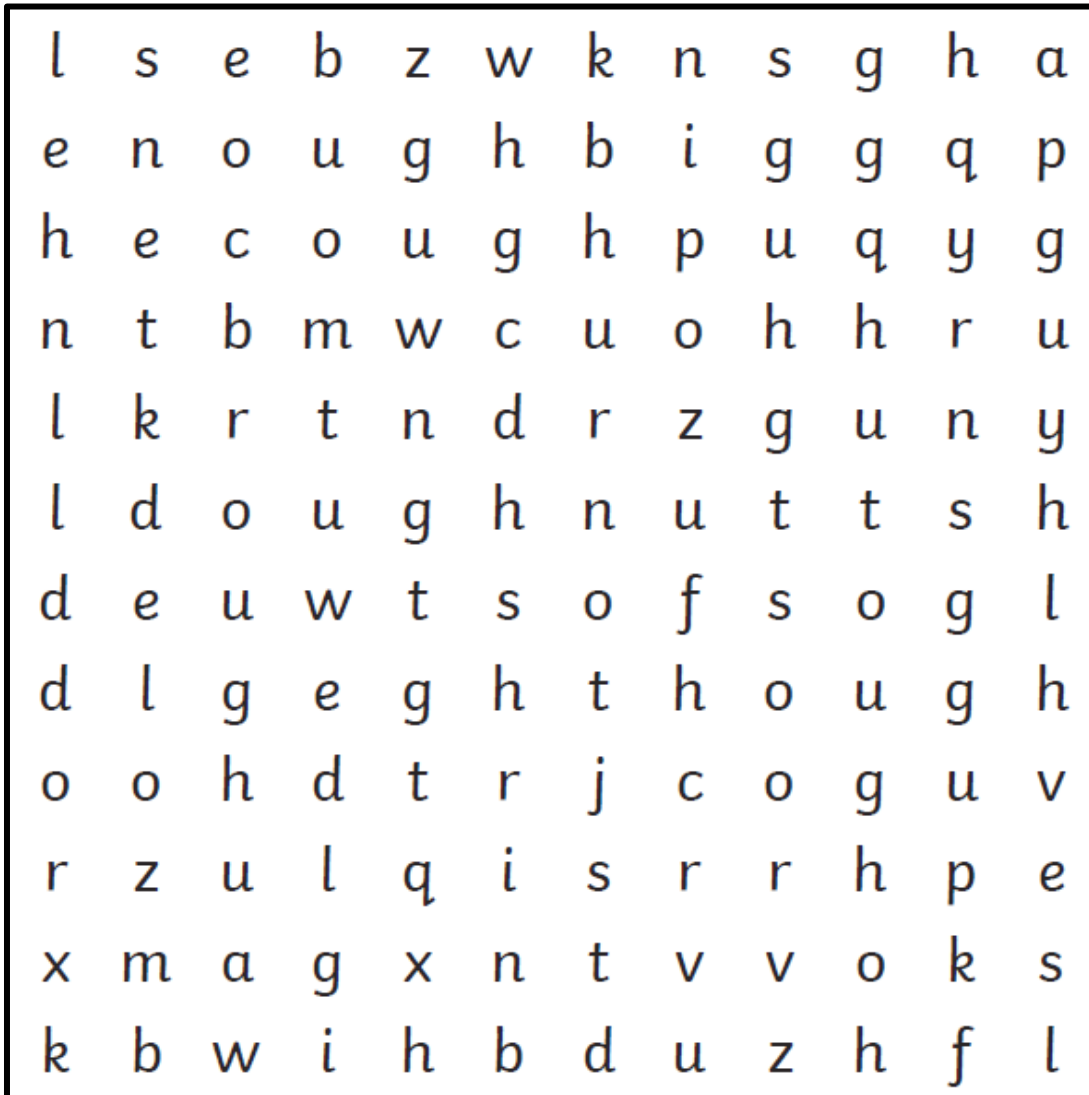 l s e b z w k n s g h a
e n o u g h b i g g q p
h e c o u g h p u q y g
n t b m w c u o h h r u
l k r t n d r z g u n y
l d o u g h n u t t s h
d e u w t s o f s o g l
d l g e g h t h o u g h
o o h d t r j c o g u v
r z u l q i s r r h p e
x m a g x n t v v o k s
k b w i h b d u z h f l